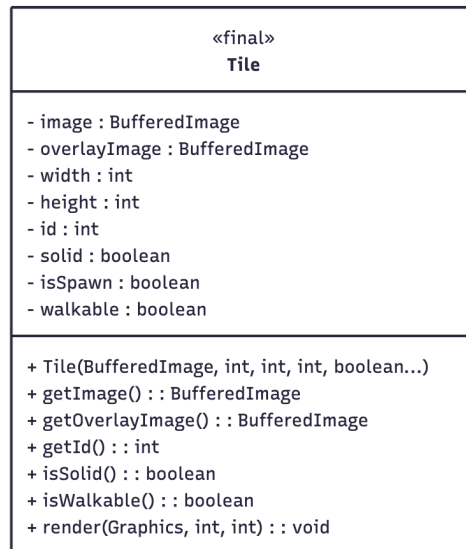 «final»
Tile
- image : BufferedImage
- overlayImage : BufferedImage
- width : int
- height : int
- id : int
- solid : boolean
- isSpawn : boolean
- walkable : boolean
+ Tile(BufferedImage, int, int, int, boolean...)
+ getImage() : : BufferedImage
+ getOverlayImage() : : BufferedImage
+ getId() : : int
+ isSolid() : : boolean
+ isWalkable() : : boolean
+ render(Graphics, int, int) : : void